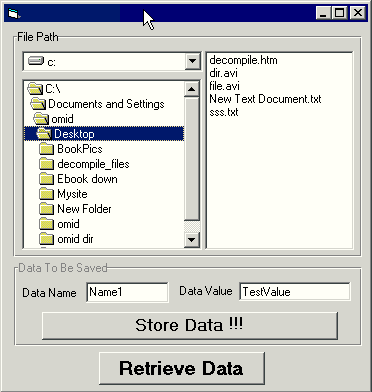 File Path
c:
C:\
Documents and Settings
omid
Desktop
BookPics
decompile_files
Ebook down
Mysite
New Folder
omid
omid dir
decompile.htm
dir.avi
file.avi
New Text Document.txt
sss.txt
Data To Be Saved
Data Name Name1 Data Value TestValue
Store Data !!!
Retrieve Data